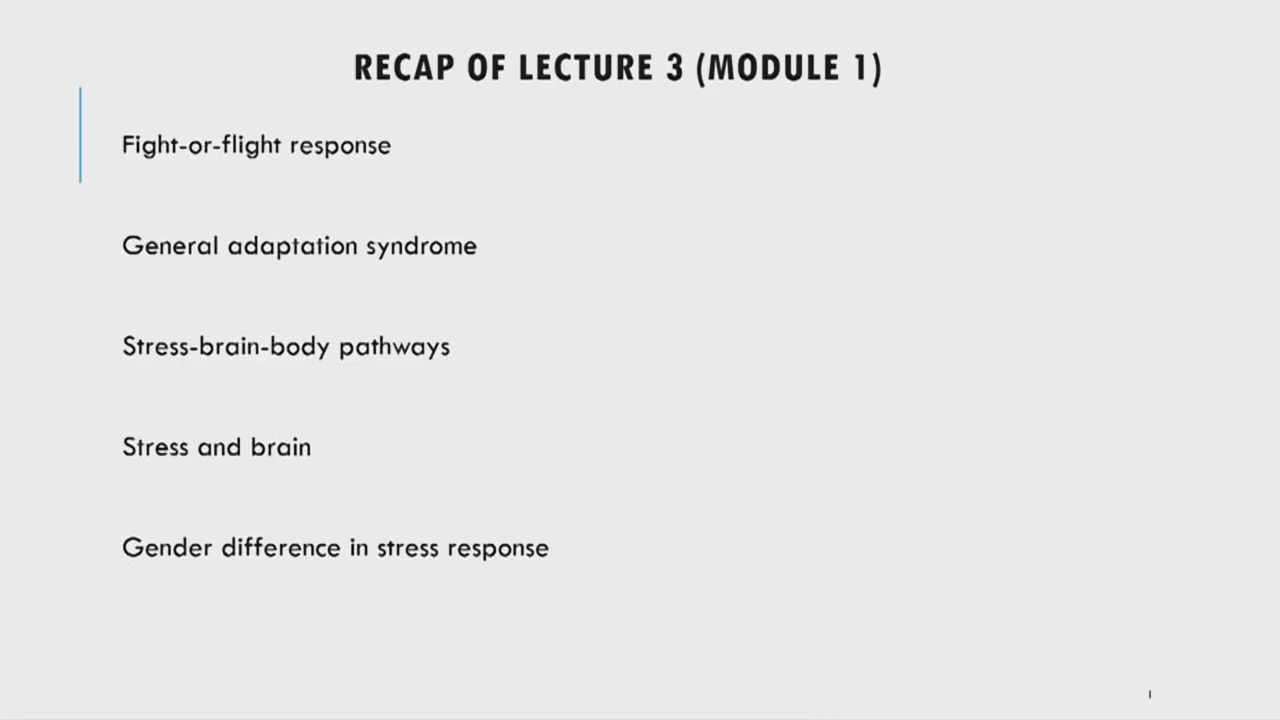 RECAP OF LECTURE 3 (MODULE 1)
Fight-or-flight response
General adaptation syndrome
Stress-brain-body pathways
Stress and brain
Gender difference in stress response
1